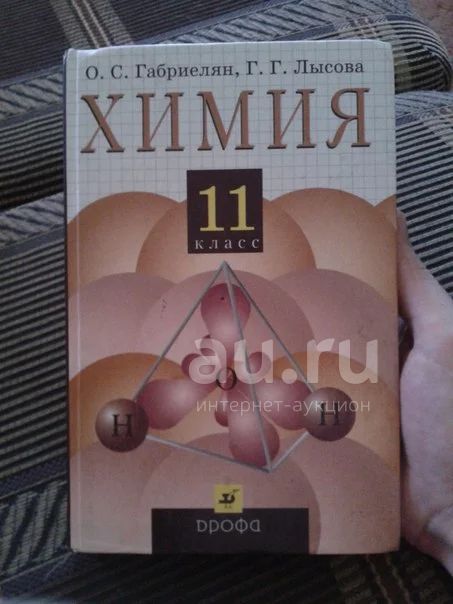 О. С. Габриелян, Г. Г. Лысова
ХИМИЯ
11
класс
au.ru
интернет-аукцион
О
Н
Н
дрофа